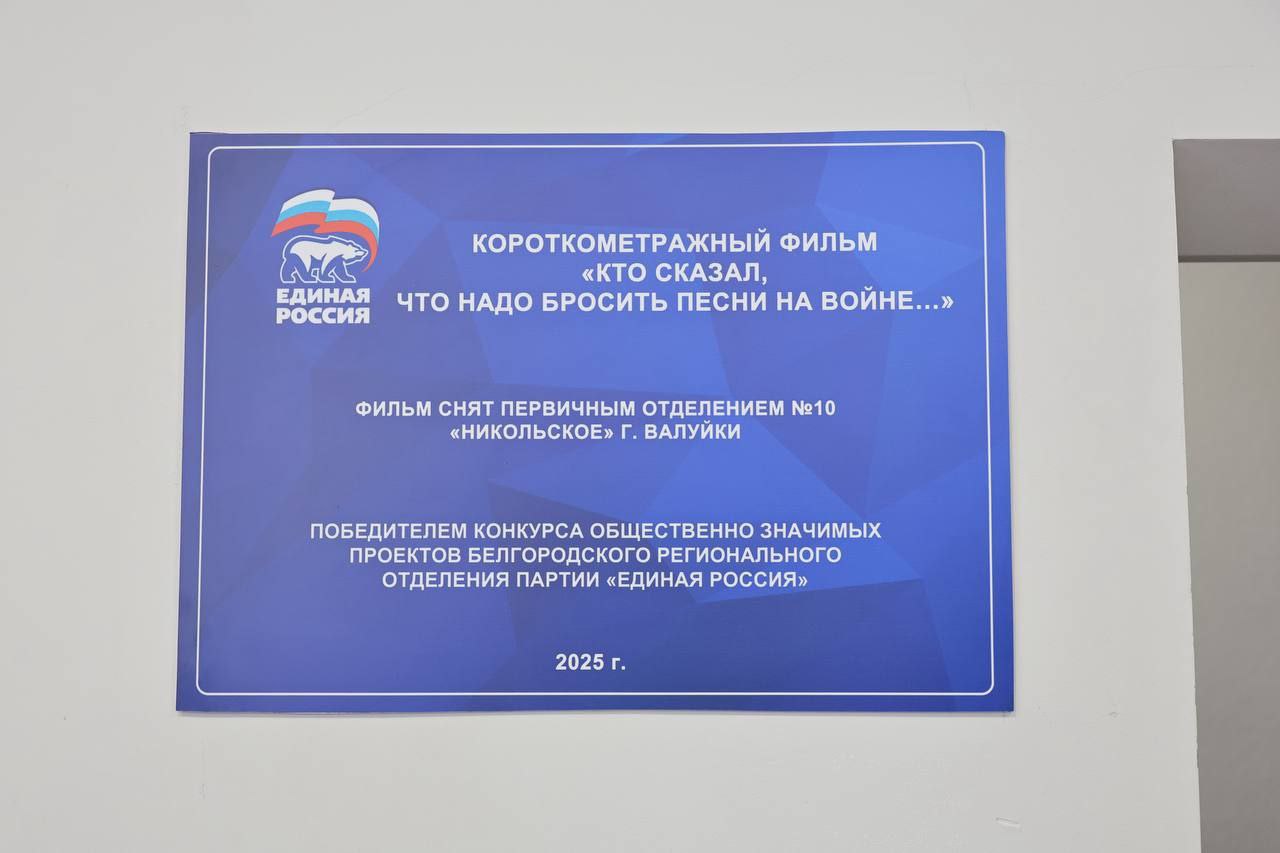 ЕДИНАЯ
РОССИЯ
КОРОТКОМЕТРАЖНЫЙ ФИЛЬМ
«КТО СКАЗАЛ,
ЧТО НАДО БРОСИТЬ ПЕСНИ НА ВОЙНЕ...»
ФИЛЬМ СНЯТ ПЕРВИЧНЫМ ОТДЕЛЕНИЕМ №10
«НИКОЛЬСКОЕ» Г. ВАЛУЙКИ
ПОБЕДИТЕЛЕМ КОНКУРСА ОБЩЕСТВЕННО ЗНАЧИМЫХ
ПРОЕКТОВ БЕЛГОРОДСКОГО РЕГИОНАЛЬНОГО
ОТДЕЛЕНИЯ ПАРТИИ «ЕДИНАЯ РОССИЯ»
2025 г.